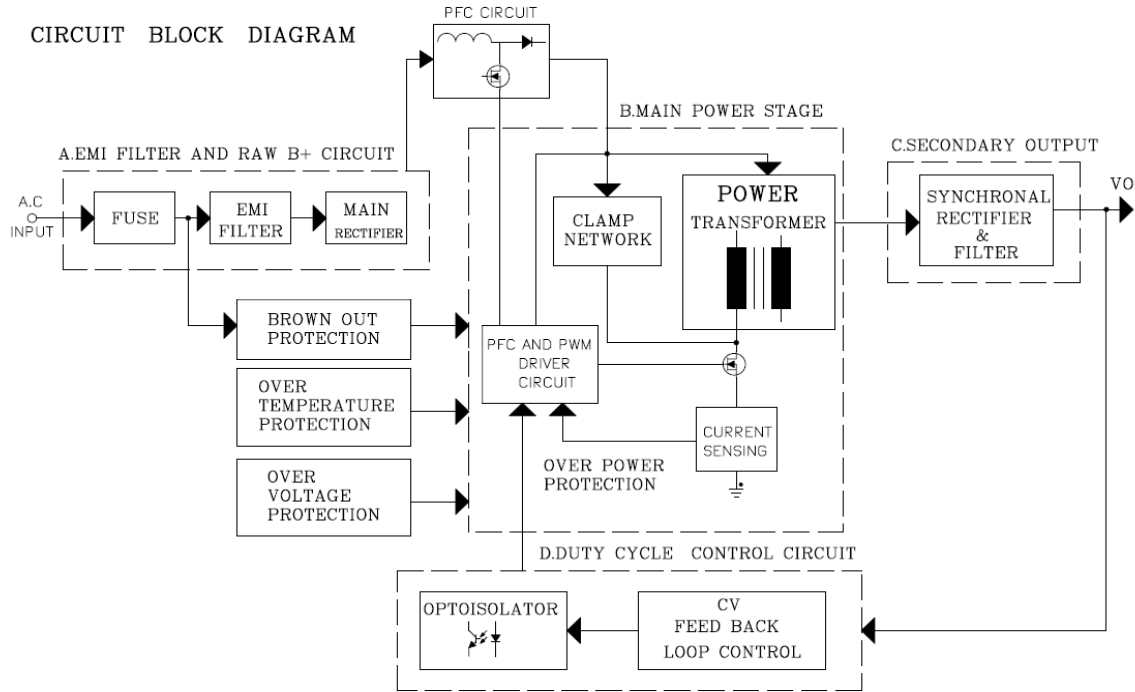 CIRCUIT BLOCK DIAGRAM
PFC CIRCUIT
A.EMI FILTER AND RAW B+ CIRCUIT
A.C
INPUT
FUSE
EMI
FILTER
MAIN
RECTIFIER
B.MAIN POWER STAGE
CLAMP
NETWORK
POWER
TRANSFORMER
C.SECONDARY OUTPUT
SYNCHRONAL
RECTIFIER
&
FILTER
VO
BROWN OUT
PROTECTION
OVER
TEMPERATURE
PROTECTION
OVER
VOLTAGE
PROTECTION
PFC AND PWM
DRIVER
CIRCUIT
CURRENT
SENSING
OVER POWER
PROTECTION
D.DUTY CYCLE CONTROL CIRCUIT
OPTOISOLATOR
CV
FEED BACK
LOOP CONTROL